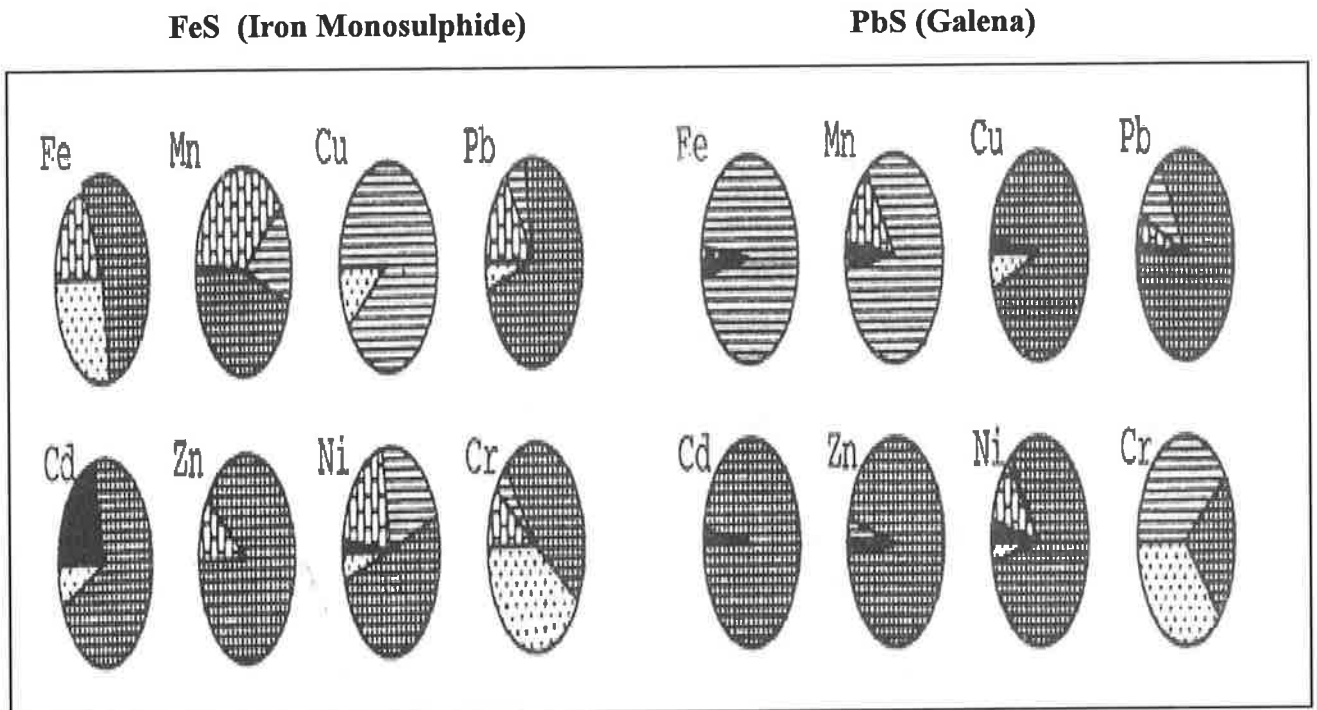 FeS (Iron Monosulphide) PbS (Galena)
Fe Mn Cu Pb Fe Mn Cu Pb
Cd Zn Ni Cr Cd Zn Ni Cr